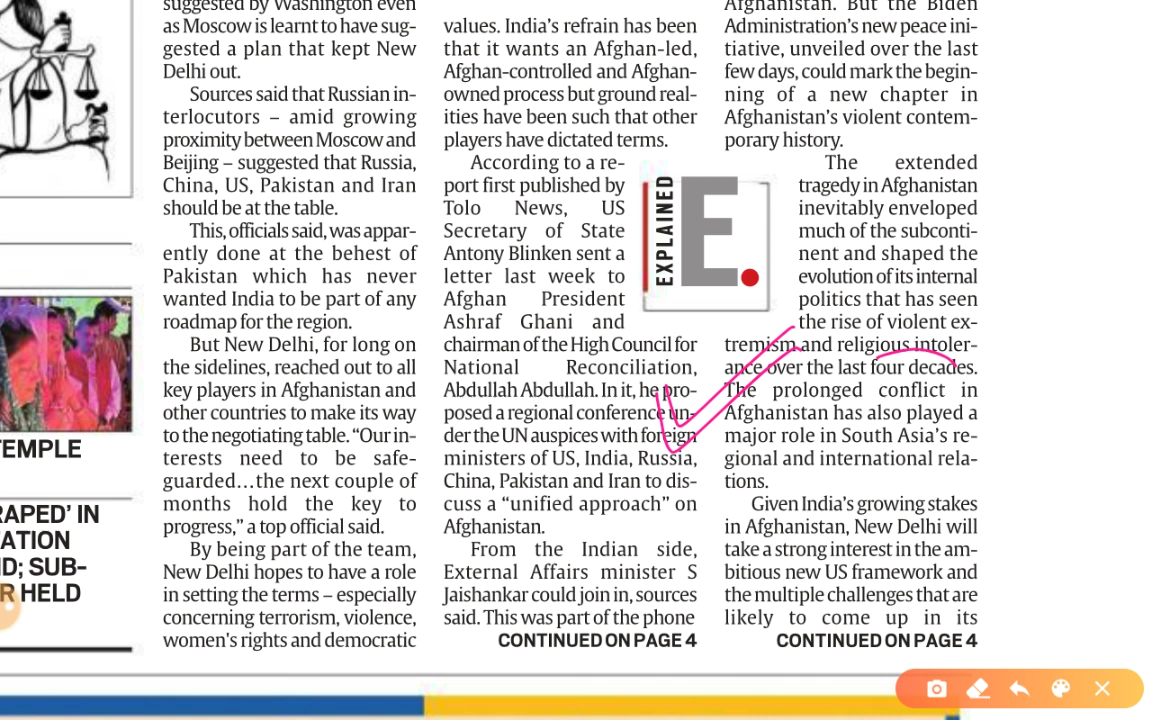 suggested by Washington even
as Moscow is learnt to have sug-
gested a plan that kept New
Delhi out.
Sources said that Russian in-
terlocutors – amid growing
proximity between Moscow and
Beijing – suggested that Russia,
China, US, Pakistan and Iran
should be at the table.
This, officials said, was appar-
ently done at the behest of
Pakistan which has never
wanted India to be part of any
roadmap for the region.
But New Delhi, for long on
the sidelines, reached out to all
key players in Afghanistan and
other countries to make its way
to the negotiating table. “Our in-
terests need to be safe-
guarded…the next couple of
months hold the key to
progress,” a top official said.
By being part of the team,
New Delhi hopes to have a role
in setting the terms – especially
concerning terrorism, violence,
women's rights and democratic
values. India’s refrain has been
that it wants an Afghan-led,
Afghan-controlled and Afghan-
owned process but ground real-
ities have been such that other
players have dictated terms.
According to a re-
port first published by
Tolo News, US
Secretary of State
Antony Blinken sent a
letter last week to
Afghan President
Ashraf Ghani and
chairman of the High Council for
National Reconciliation,
Abdullah Abdullah. In it, he pro-
posed a regional conference un-
der the UN auspices with foreign
ministers of US, India, Russia,
China, Pakistan and Iran to dis-
cuss a “unified approach” on
Afghanistan.
From the Indian side,
External Affairs minister S
Jaishankar could join in, sources
said. This was part of the phone
CONTINUED ON PAGE 4
EXPLAINED
E.
Afghanistan. But the Biden
Administration’s new peace ini-
tiative, unveiled over the last
few days, could mark the begin-
ning of a new chapter in
Afghanistan’s violent contem-
porary history.
The extended
tragedy in Afghanistan
inevitably enveloped
much of the subconti-
nent and shaped the
evolution of its internal
politics that has seen
the rise of violent ex-
tremism and religious intoler-
ance over the last four decades.
The prolonged conflict in
Afghanistan has also played a
major role in South Asia’s re-
gional and international rela-
tions.
Given India’s growing stakes
in Afghanistan, New Delhi will
take a strong interest in the am-
bitious new US framework and
the multiple challenges that are
likely to come up in its
CONTINUED ON PAGE 4
TEMPLE
RAPED’ IN
ATION
ID; SUB-
R HELD